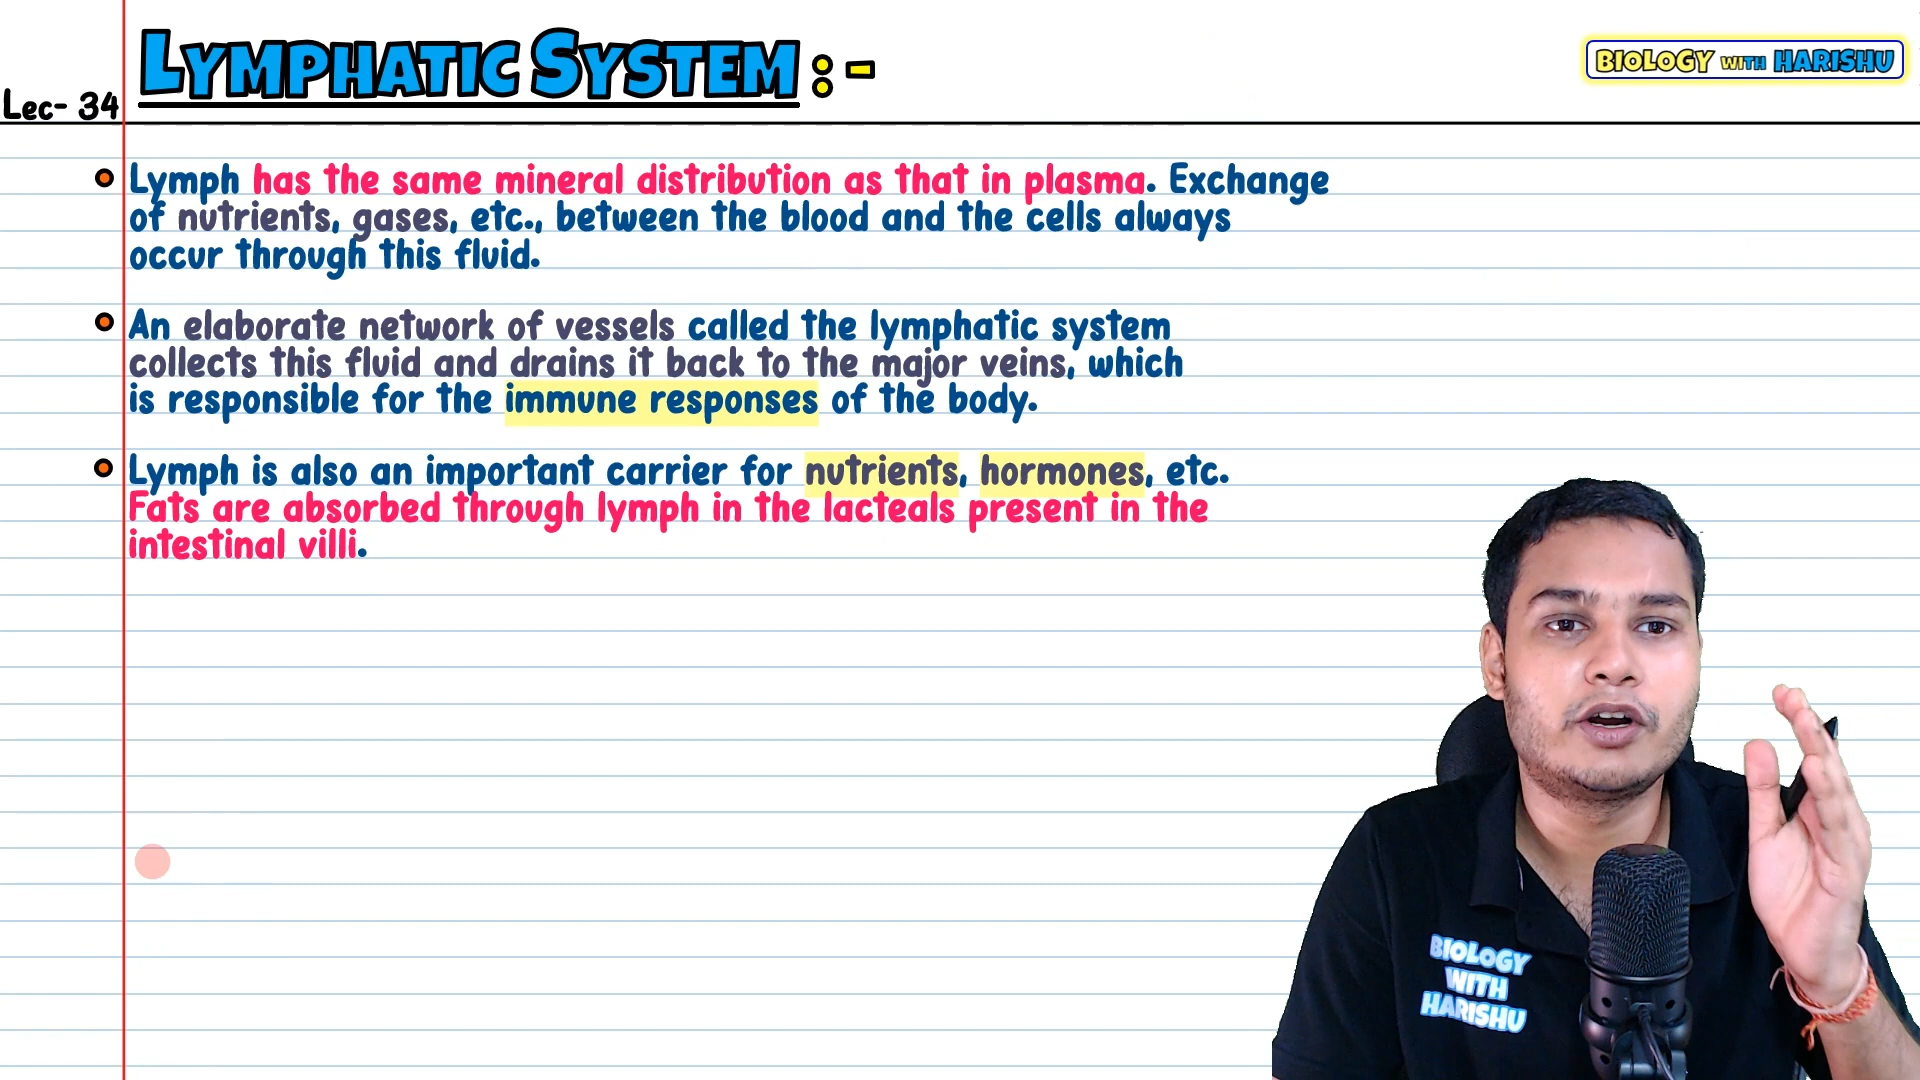 LYMPHATIC SYSTEM :-
BIOLOGY WITH HARISHU
Lec- 34
Lymph has the same mineral distribution as that in plasma. Exchange
of nutrients, gases, etc., between the blood and the cells always
occur through this fluid.
An elaborate network of vessels called the lymphatic system
collects this fluid and drains it back to the major veins, which
is responsible for the immune responses of the body.
Lymph is also an important carrier for nutrients, hormones, etc.
Fats are absorbed through lymph in the lacteals present in the
intestinal villi.
BIOLOGY
WITH
HARISHU